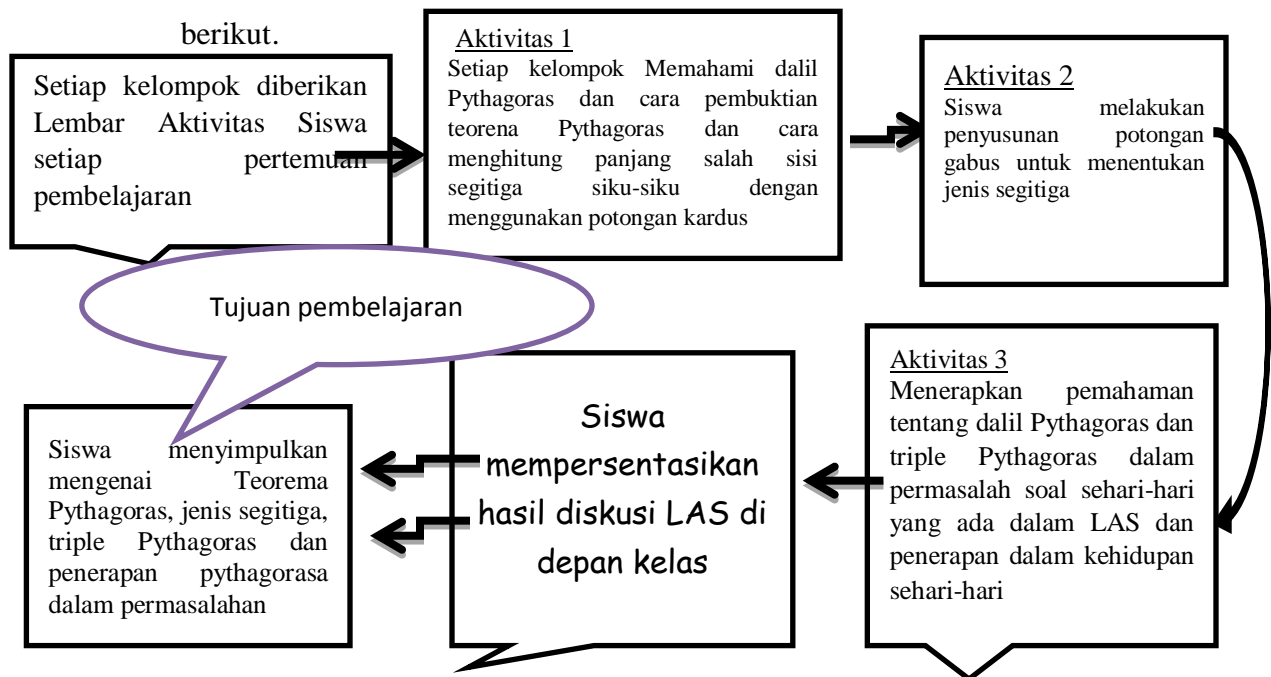 berikut.
Setiap kelompok diberikan
Lembar Aktivitas Siswa
setiap pertemuan
pembelajaran
Aktivitas 1
Setiap kelompok Memahami dalil
Pythagoras dan cara pembuktian
teorena Pythagoras dan cara
menghitung panjang salah sisi
segitiga siku-siku dengan
menggunakan potongan kardus
Aktivitas 2
Siswa melakukan
penyusunan potongan
gabus untuk menentukan
jenis segitiga
Tujuan pembelajaran
Aktivitas 3
Menerapkan pemahaman
tentang dalil Pythagoras dan
triple Pythagoras dalam
permasalah soal sehari-hari
yang ada dalam LAS dan
penerapan dalam kehidupan
sehari-hari
Siswa
mempersentasikan
hasil diskusi LAS di
depan kelas
Siswa menyimpulkan
mengenai Teorema
Pythagoras, jenis segitiga,
triple Pythagoras dan
penerapan pythagorasa
dalam permasalahan